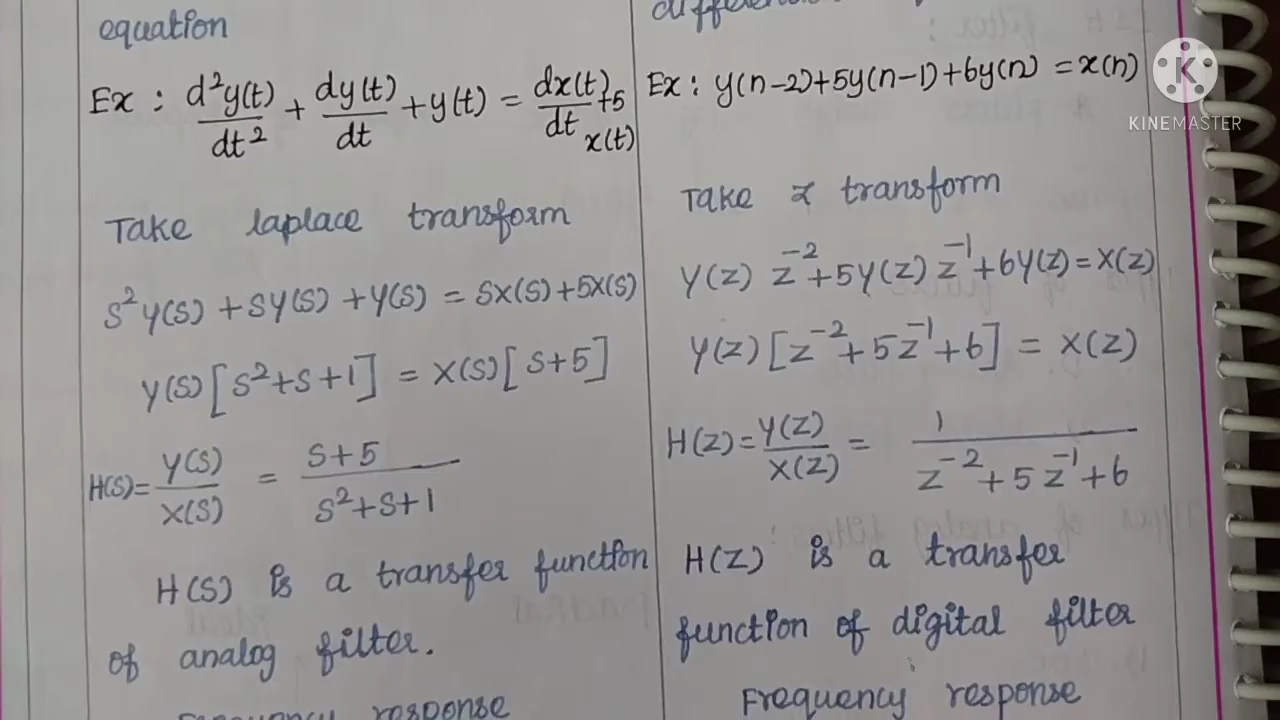 equation
Ex : d²y(t)/dt² + dy(t)/dt + y(t) = dx(t)/dt +5 x(t)
Take laplace transform
s²y(s) + sy(s) + y(s) = sx(s) + 5x(s)
y(s) [s²+s+1] = x(s) [s+5]
H(s) = y(s)/x(s) = s+5/s²+s+1
H(s) is a transfer function
of analog filter.
response
Ex : y(n-2)+5y(n-1)+6y(n) = x(n)
Take z transform
Y(z) z⁻²+5y(z) z⁻¹+6y(z) = x(z)
y(z) [z⁻²+5z⁻¹+6] = x(z)
H(z) = y(z)/x(z) = 1/z⁻²+5z⁻¹+6
H(z) is a transfer
function of digital filter
Frequency response
KINEMASTER